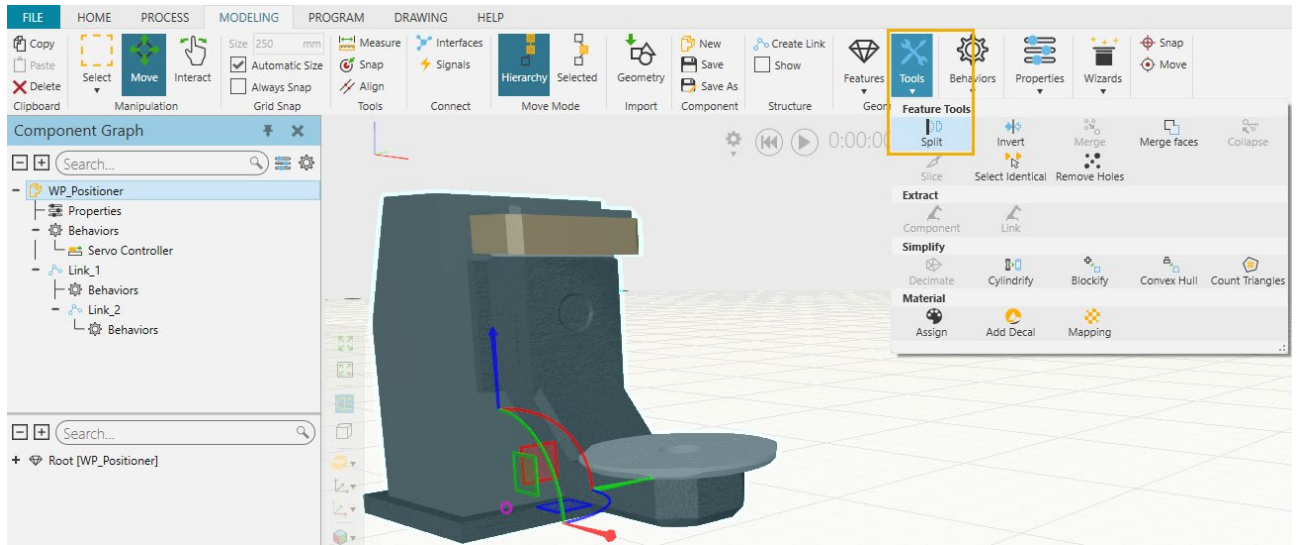 FILE HOME PROCESS MODELING PROGRAM DRAWING HELP
Copy
Paste
Delete
Clipboard
Select
Move
Interact
Manipulation
Size 250 mm
Automatic Size
Always Snap
Grid Snap
Measure
Snap
Align
Tools
Interfaces
Signals
Connect
Hierarchy
Selected
Move Mode
Geometry
Import
New
Save
Save As
Component
Create Link
Show
Structure
Features
Tools
Behaviors
Properties
Wizards
Snap
Move
Geom
Feature Tools
Split Invert Merge Merge faces Collapse
Slice Select Identical Remove Holes
Extract
Component Link
Simplify
Decimate Cylindrify Blockify Convex Hull Count Triangles
Material
Assign Add Decal Mapping
Component Graph
Search...
WP_Positioner
Properties
Behaviors
Servo Controller
Link_1
Behaviors
Link_2
Behaviors
Search...
Root [WP_Positioner]
0:00:00